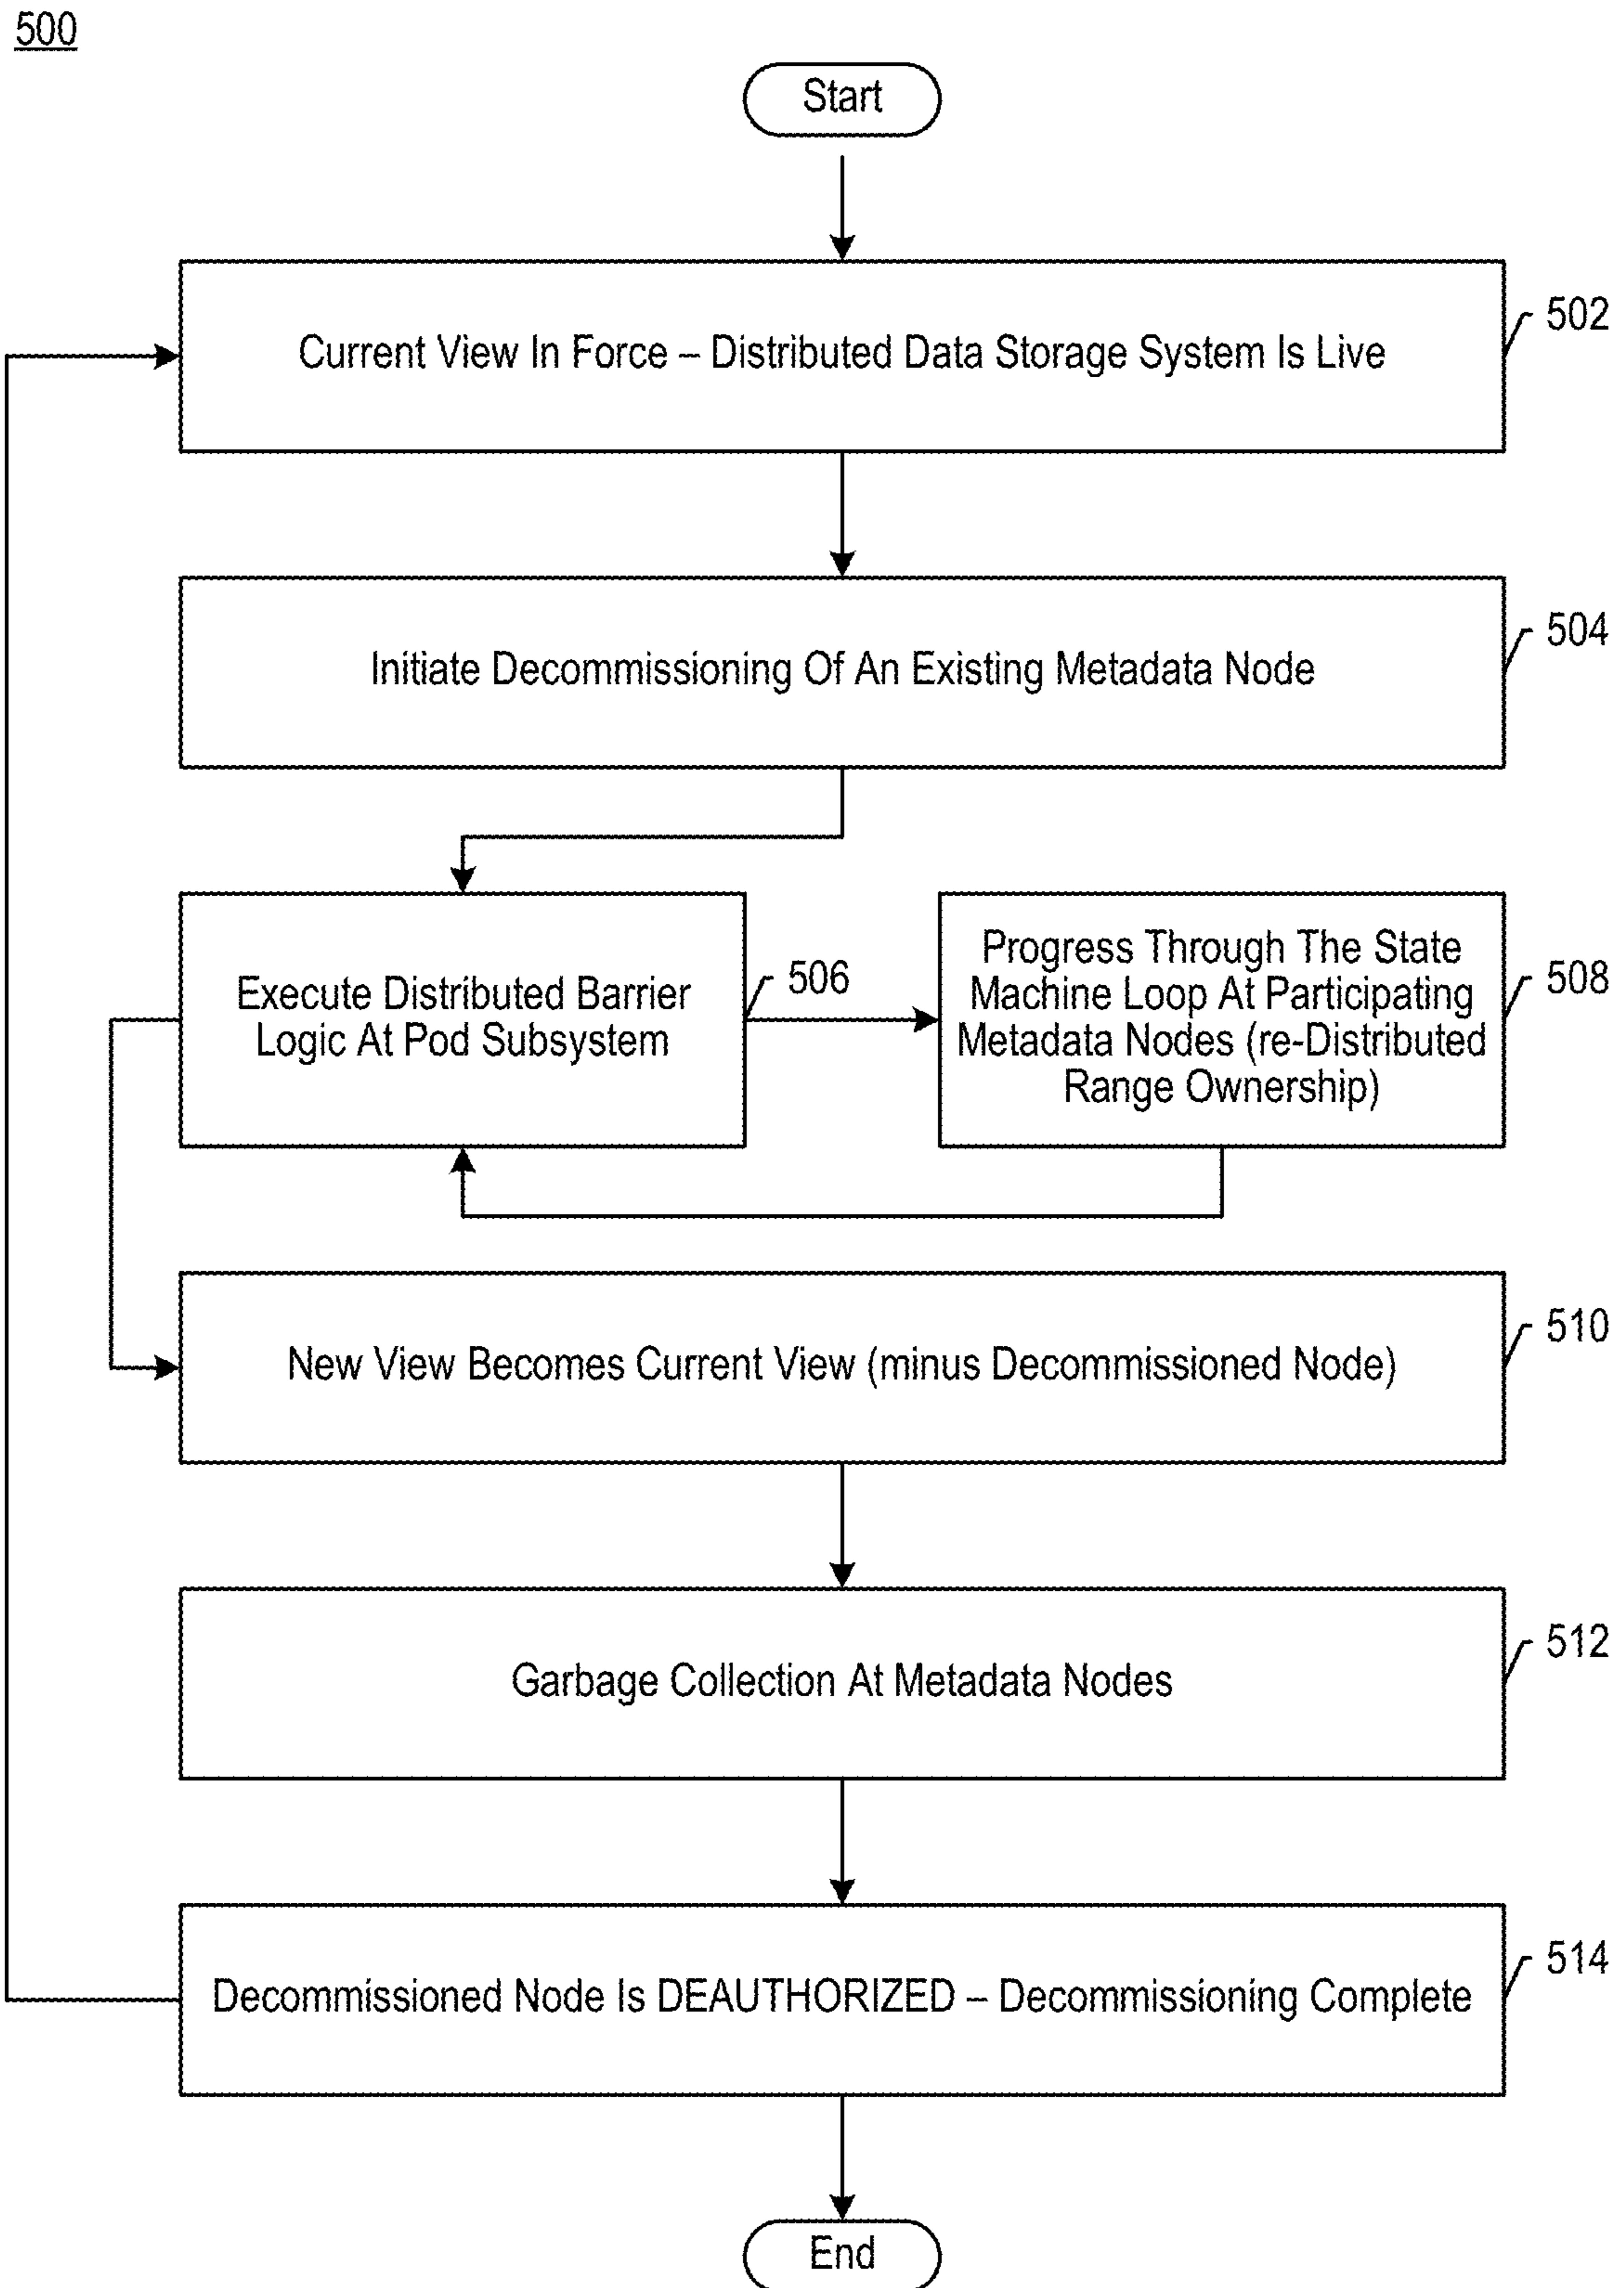 500
Start
Current View In Force – Distributed Data Storage System Is Live
502
Initiate Decommissioning Of An Existing Metadata Node
504
Execute Distributed Barrier
Logic At Pod Subsystem
506
Progress Through The State
Machine Loop At Participating
Metadata Nodes (re-Distributed
Range Ownership)
508
New View Becomes Current View (minus Decommissioned Node)
510
Garbage Collection At Metadata Nodes
512
Decommissioned Node Is DEAUTHORIZED – Decommissioning Complete
514
End